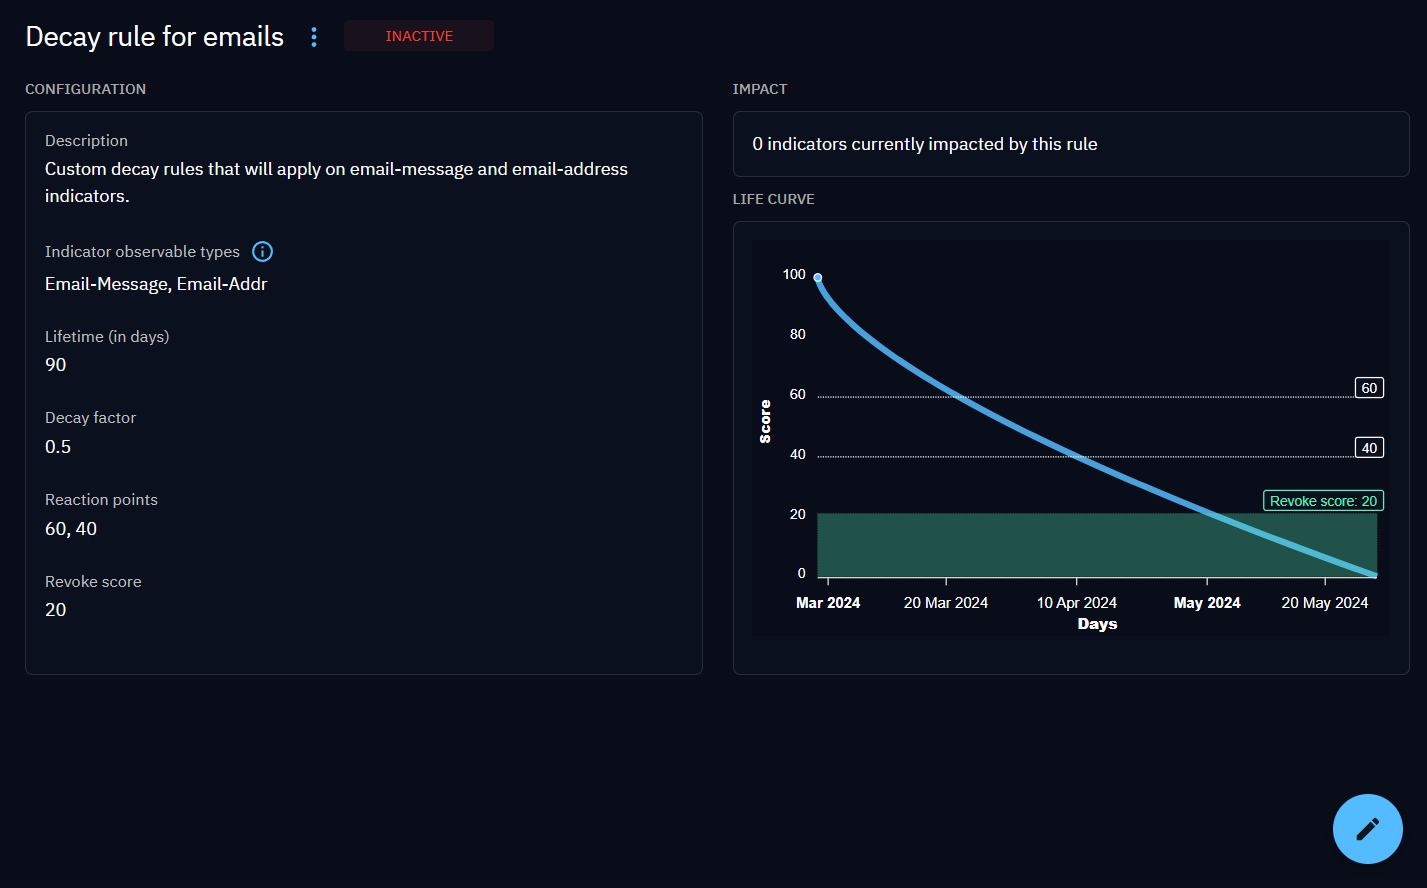 Decay rule for emails
INACTIVE
CONFIGURATION
Description
Custom decay rules that will apply on email-message and email-address
indicators.
Indicator observable types
Email-Message, Email-Addr
Lifetime (in days)
90
Decay factor
0.5
Reaction points
60, 40
Revoke score
20
IMPACT
0 indicators currently impacted by this rule
LIFE CURVE
100
80
60
40
20
0
Score
60
40
Revoke score: 20
Mar 2024
20 Mar 2024
10 Apr 2024
May 2024
20 May 2024
Days